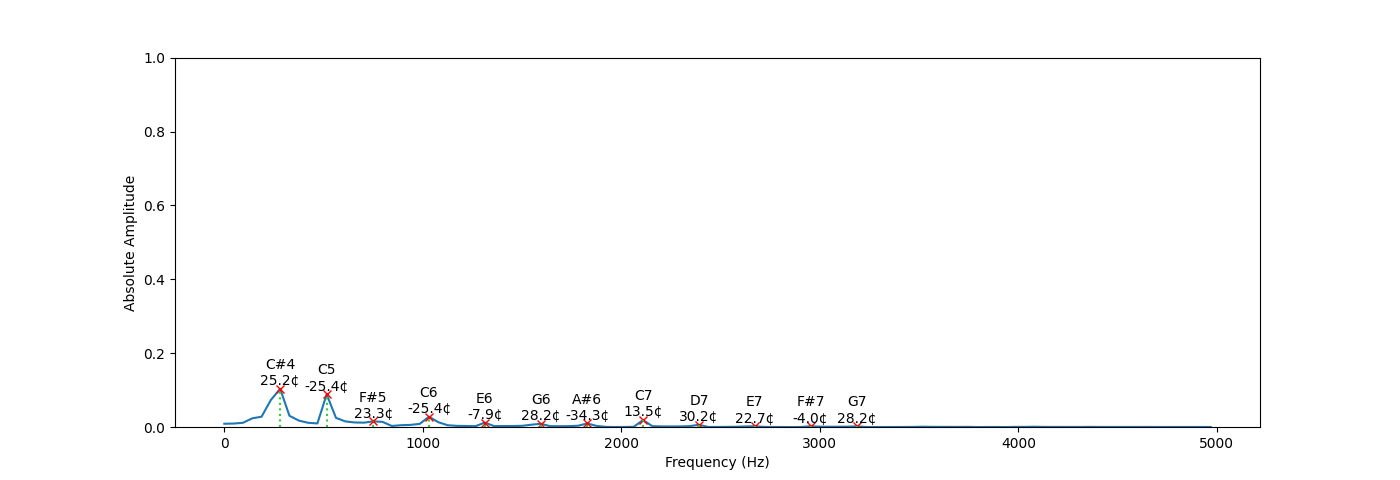 1.0
0.8
0.6
0.4
0.2
0.0
Absolute Amplitude
C#4
25.2¢
C5
-25.4¢
F#5
23.3¢
C6
-25.4¢
E6
-7.9¢
G6
28.2¢
A#6
-34.3¢
C7
13.5¢
D7
30.2¢
E7
22.7¢
F#7
-4.0¢
G7
28.2¢
0 1000 2000 3000 4000 5000
Frequency (Hz)